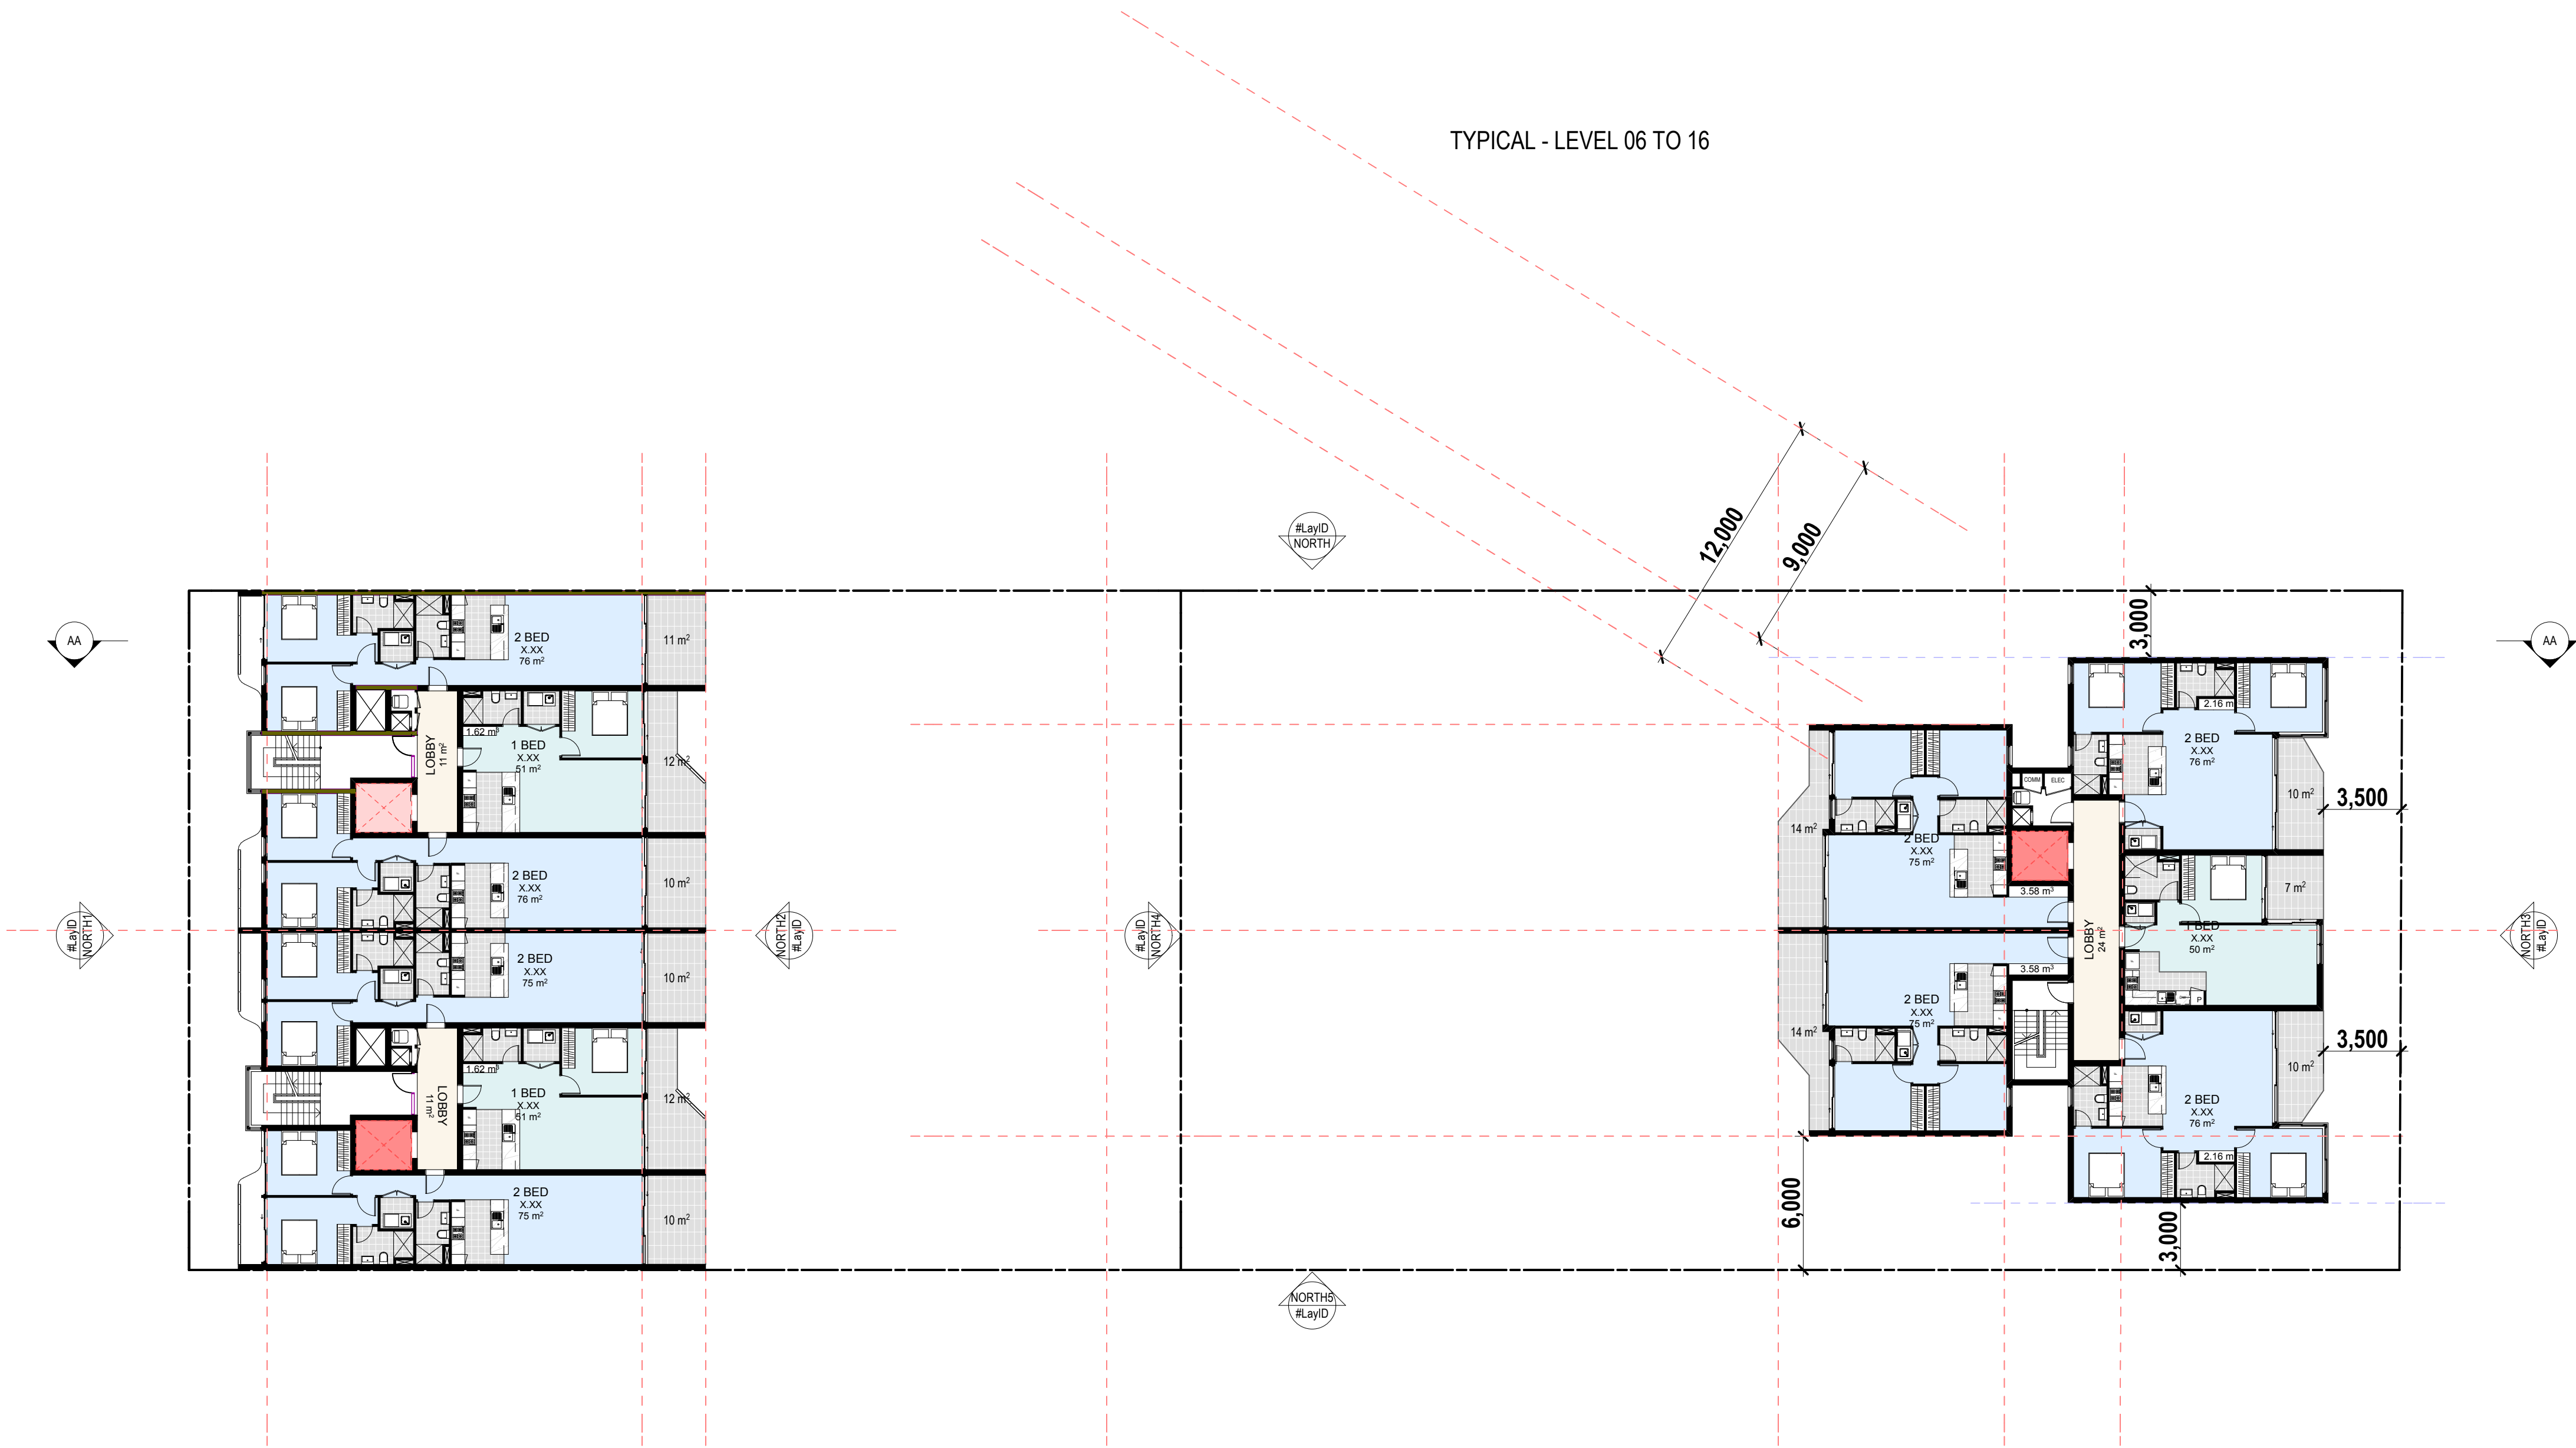 TYPICAL - LEVEL 06 TO 16
12,000
9,000
#LayID
NORTH
3,000
AA
AA
2 BED
X.XX
76 m²
11 m²
LOBBY
11 m²
1.62 m³
1 BED
X.XX
51 m²
12 m²
2 BED
X.XX
76 m²
10 m²
#LayID
NORTH1
NORTH2
#LayID
#LayID
NORTH4
2 BED
X.XX
75 m²
10 m²
LOBBY
11 m²
1.62 m³
1 BED
X.XX
51 m²
12 m²
2 BED
X.XX
75 m²
10 m²
2.16 m
2 BED
X.XX
76 m²
10 m²
3,500
COMM
ELEC
14 m²
2 BED
X.XX
75 m²
3.58 m³
LOBBY
24 m²
7 m²
1 BED
X.XX
50 m²
P
NORTH3
#LayID
3.58 m³
2 BED
X.XX
75 m²
14 m²
3,500
10 m²
2 BED
X.XX
76 m²
2.16 m
6,000
3,000
NORTH5
#LayID